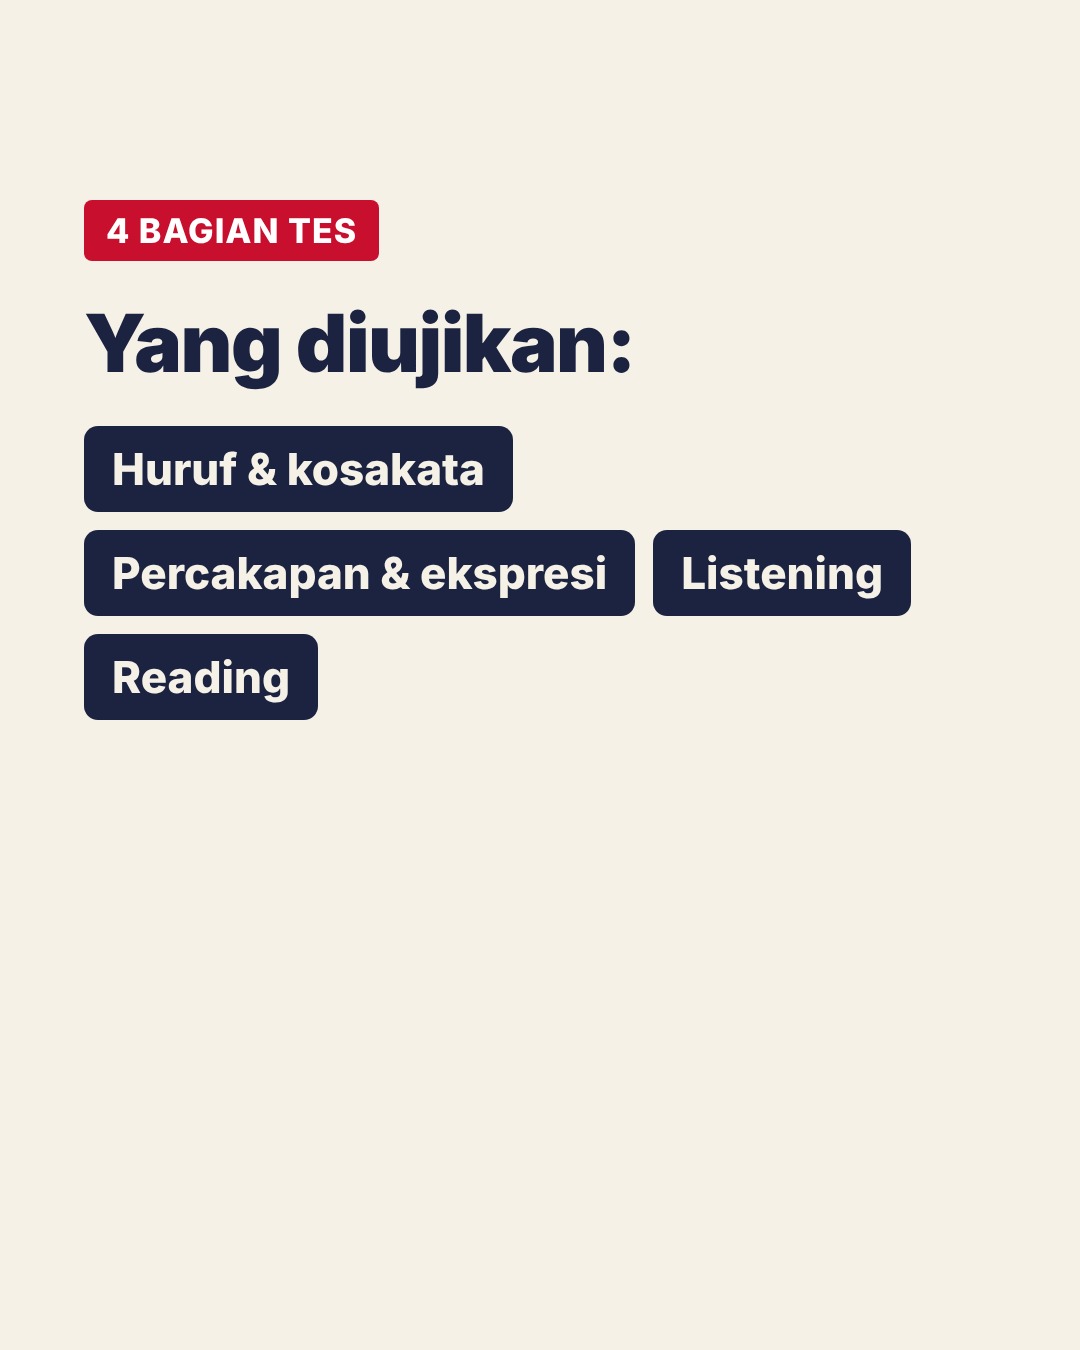 4 BAGIAN TES
Yang diujikan:
Huruf & kosakata
Percakapan & ekspresi
Listening
Reading